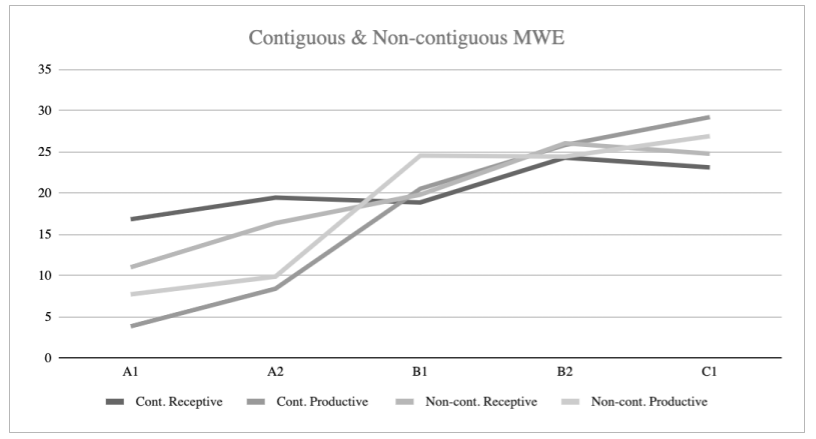 Contiguous & Non-contiguous MWE
35
30
25
20
15
10
5
0
A1 A2 B1 B2 C1
Cont. Receptive Cont. Productive Non-cont. Receptive Non-cont. Productive